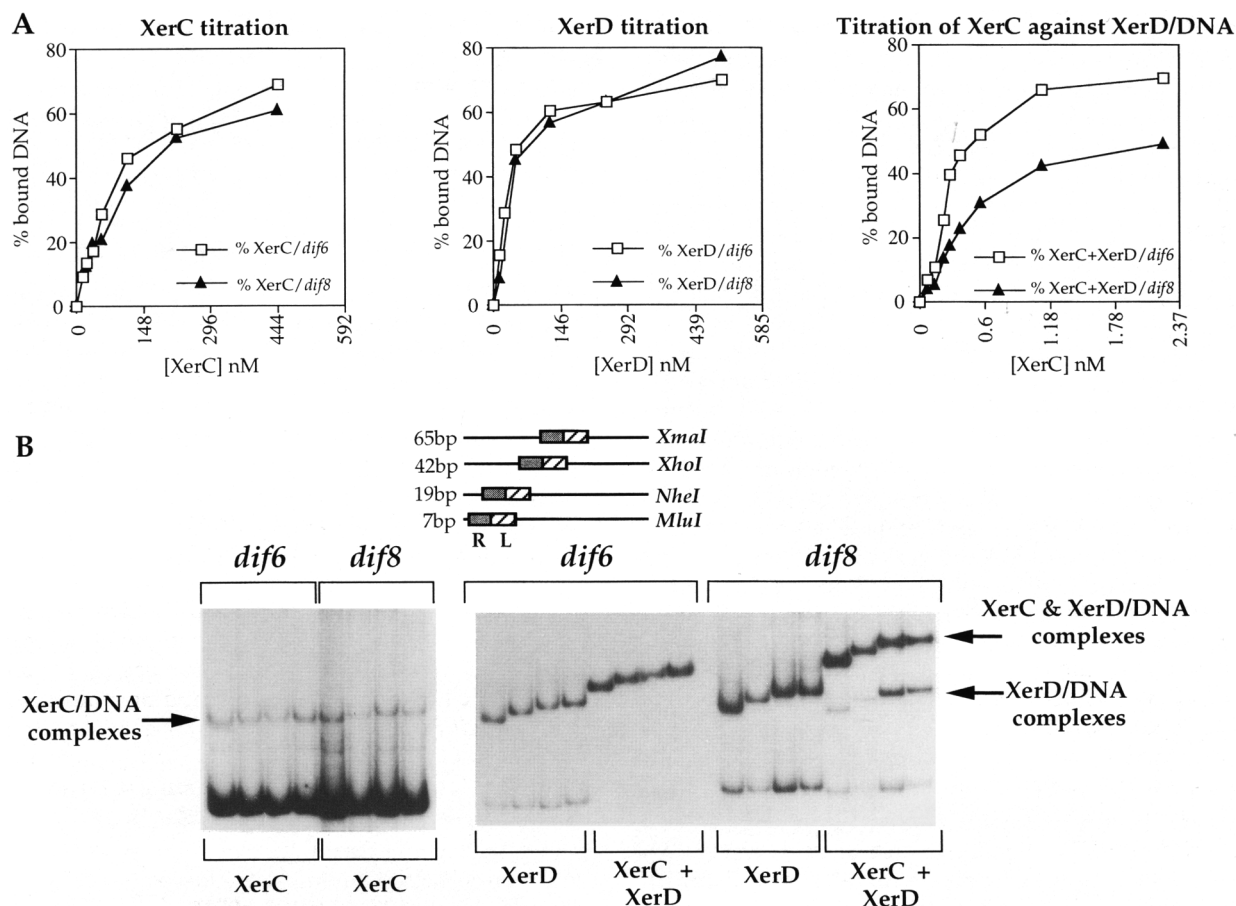 A
XerC titration
80
60
40
20
0
% bound DNA
% XerC/dif6
% XerC/dif8
0
148
296
444
592
[XerC] nM
XerD titration
80
60
40
20
0
% bound DNA
% XerD/dif6
% XerD/dif8
0
146
292
439
585
[XerD] nM
Titration of XerC against XerD/DNA
80
60
40
20
0
% bound DNA
% XerC+XerD/dif6
% XerC+XerD/dif8
0
0.6
1.18
1.78
2.37
[XerC] nM
B
65bp XmaI
42bp XhoI
19bp NheI
7bp MluI
R L
dif6 dif8 dif6 dif8
XerC/DNA
complexes
XerC & XerD/DNA
complexes
XerD/DNA
complexes
XerC XerC XerD XerC +
XerD
XerD XerC +
XerD